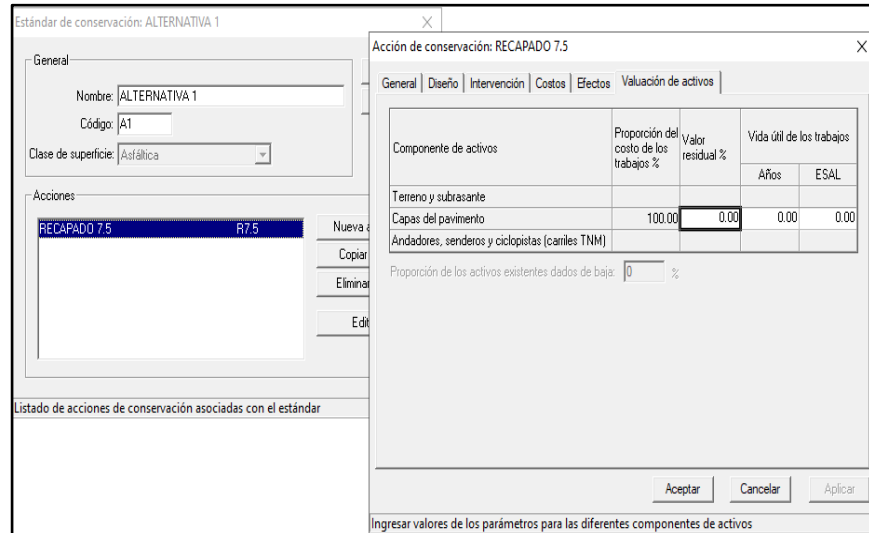 Estándar de conservación: ALTERNATIVA 1
General
Nombre: ALTERNATIVA 1
Código: A1
Clase de superficie: Asfáltica
Acciones
RECAPADO 7.5 R7.5
Nueva a
Copiar
Eliminar
Edit
Listado de acciones de conservación asociadas con el estándar
Acción de conservación: RECAPADO 7.5
General Diseño Intervención Costos Efectos Valuación de activos
Componente de activos
Proporción del costo de los trabajos %
Valor residual %
Vida útil de los trabajos
Años ESAL
Terreno y subrasante
Capas del pavimento 100.00 0.00 0.00 0.00
Andadores, senderos y ciclopistas (carriles TNM)
Proporción de los activos existentes dados de baja: 0 %
Aceptar Cancelar Aplicar
Ingresar valores de los parámetros para las diferentes componentes de activos